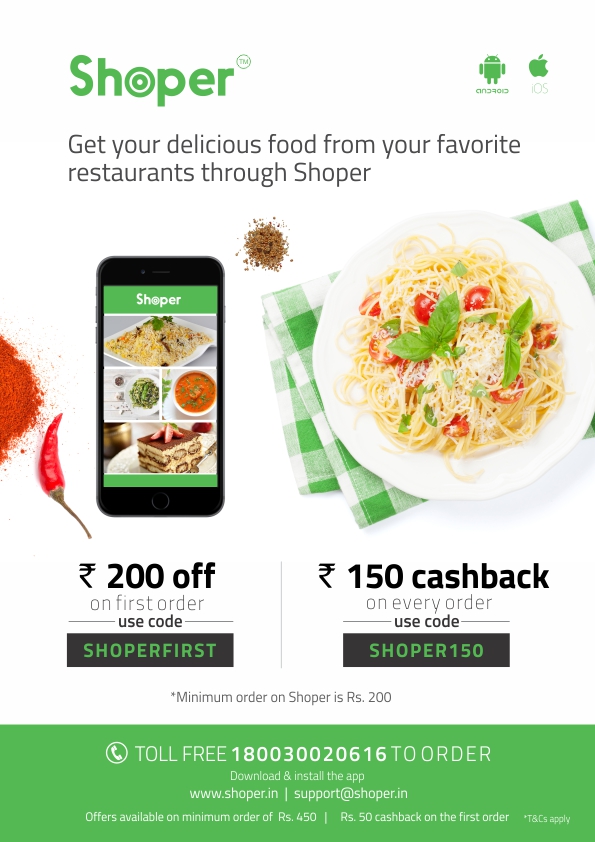 Shoper TM
ANDROID
iOS
Get your delicious food from your favorite
restaurants through Shoper
Shoper
₹ 200 off
on first order
use code
SHOPERFIRST
₹ 150 cashback
on every order
use code
SHOPER150
*Minimum order on Shoper is Rs. 200
TOLL FREE 180030020616 TO ORDER
Download & install the app
www.shoper.in | support@shoper.in
Offers available on minimum order of Rs. 450 | Rs. 50 cashback on the first order *T&Cs apply